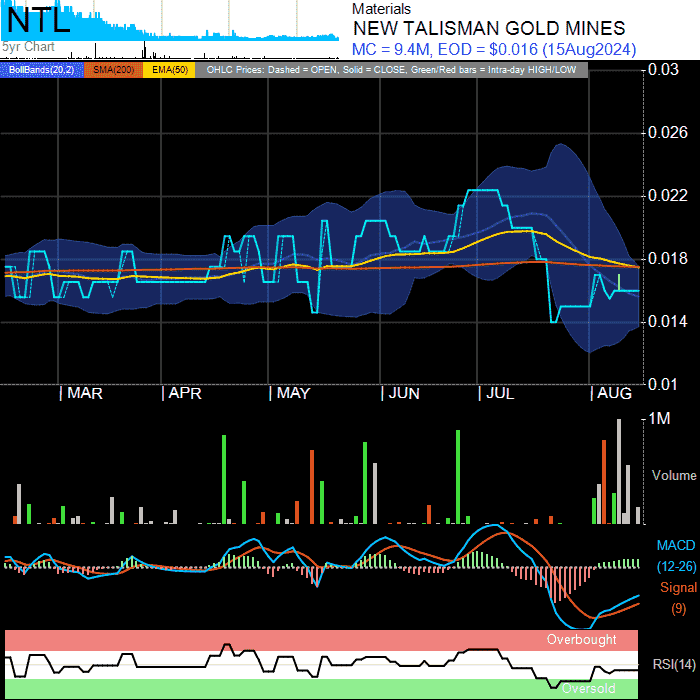 NTL
5yr Chart
Materials
NEW TALISMAN GOLD MINES
MC = 9.4M, EOD = $0.016 (15Aug2024)
BollBands(20,2) SMA(200) EMA(50) OHLC Prices: Dashed = OPEN, Solid = CLOSE, Green/Red bars = Intra-day HIGH/LOW
0.03
0.026
0.022
0.018
0.014
0.01
MAR APR MAY JUN JUL AUG
1M
Volume
MACD
(12-26)
Signal
(9)
Overbought
RSI(14)
Oversold